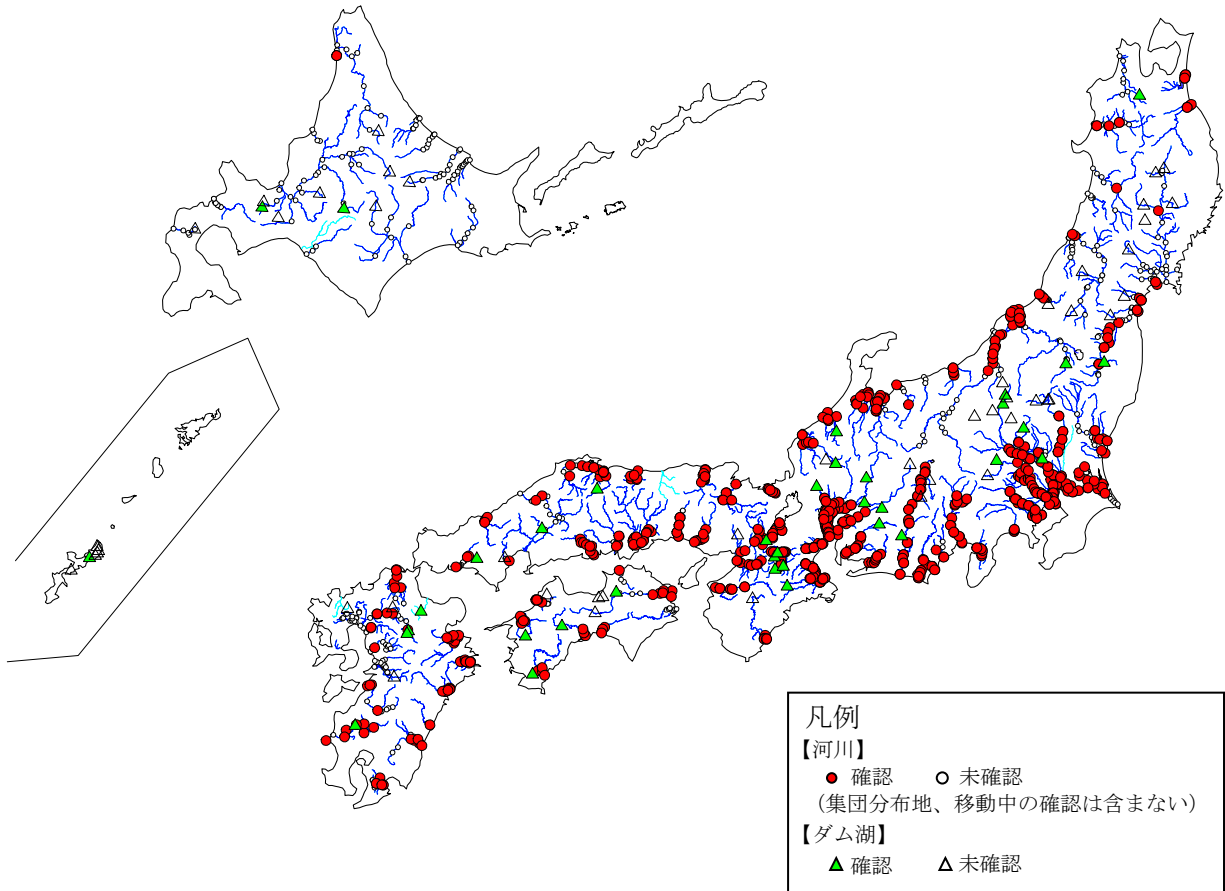 凡例
【河川】
確認 未確認
（集団分布地、移動中の確認は含まない）
【ダム湖】
確認 未確認